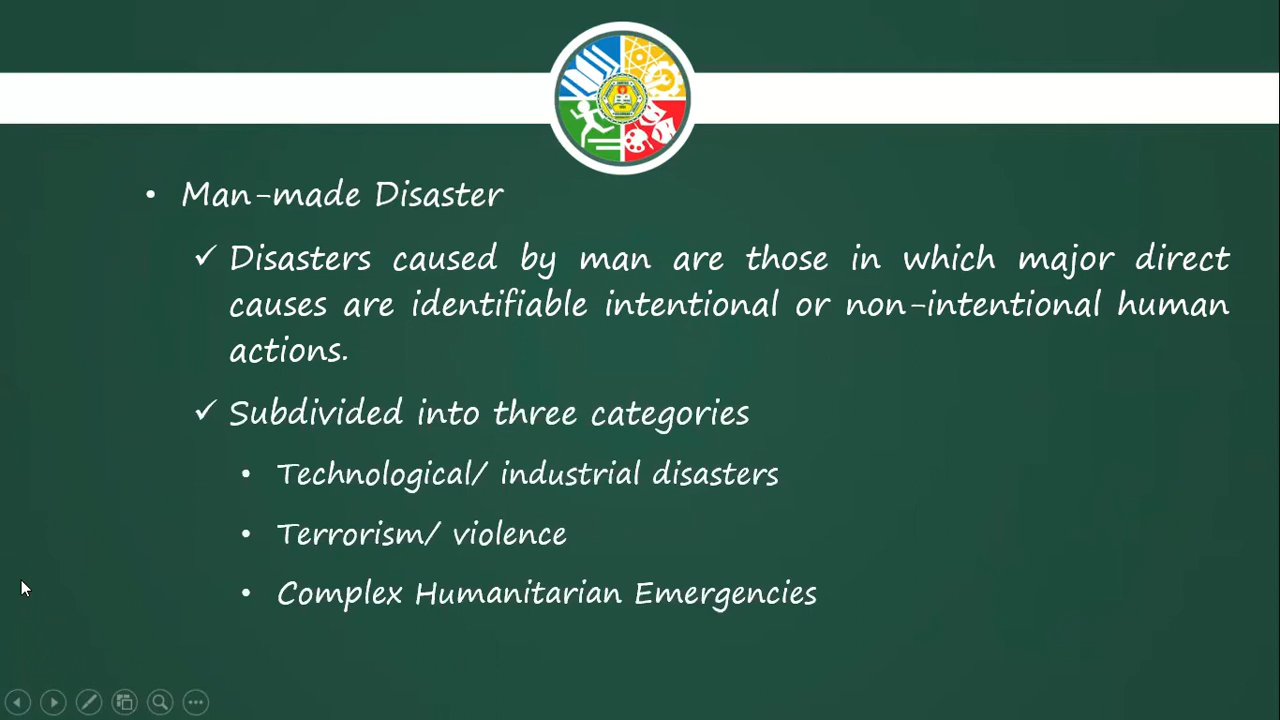 • Man-made Disaster
✓ Disasters caused by man are those in which major direct
causes are identifiable intentional or non-intentional human
actions.
✓ Subdivided into three categories
• Technological/ industrial disasters
• Terrorism/ violence
• Complex Humanitarian Emergencies